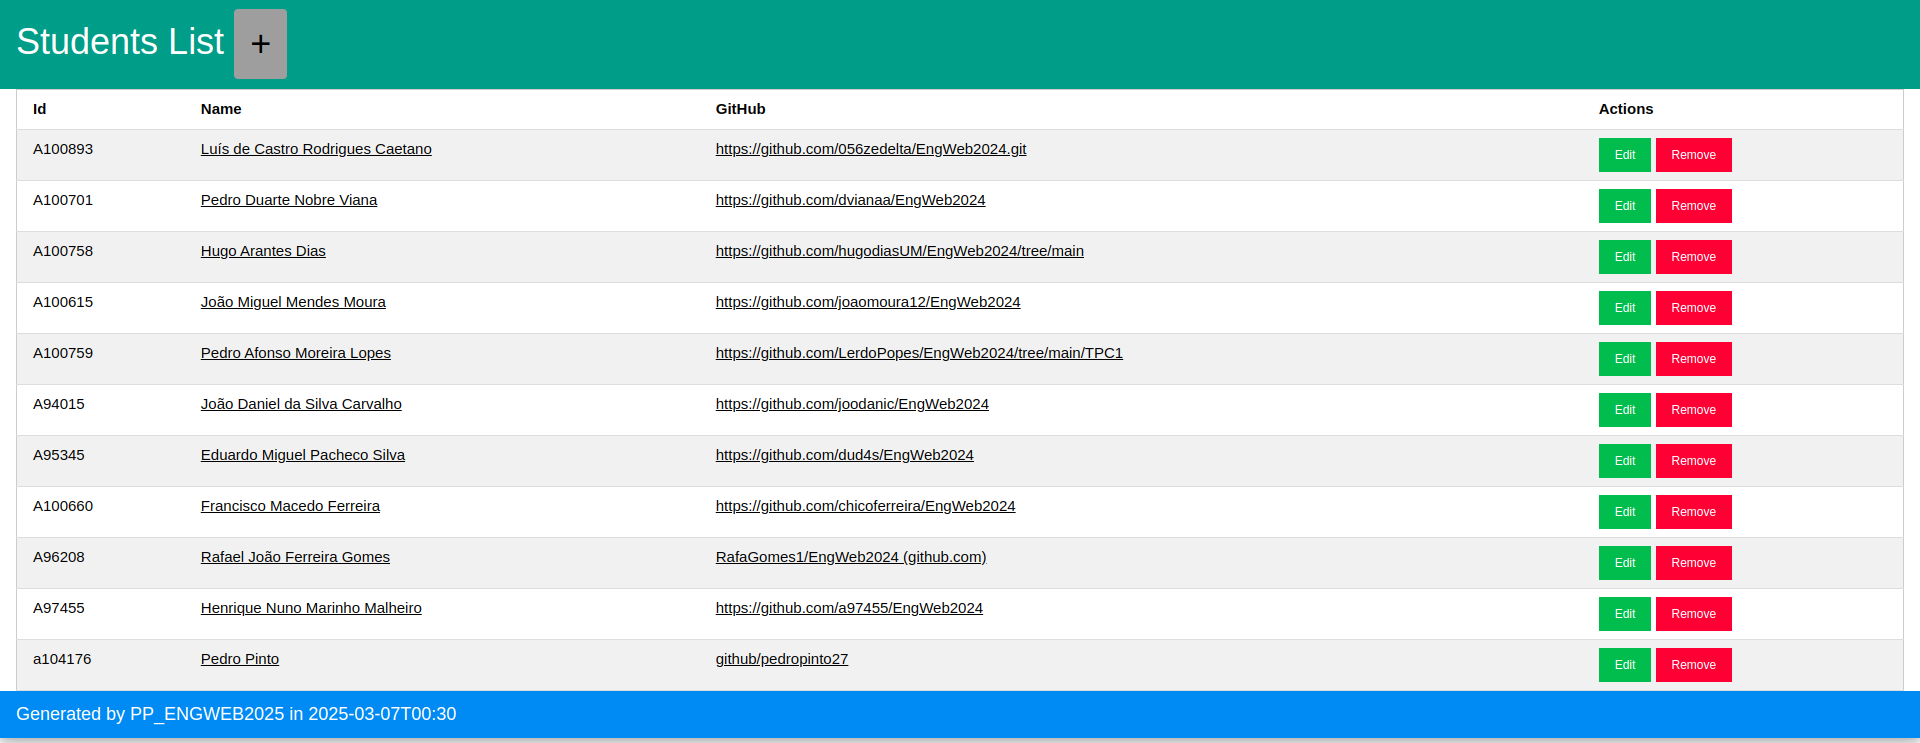 Students List +
Id Name GitHub Actions
A100893 Luís de Castro Rodrigues Caetano https://github.com/056zedelta/EngWeb2024.git Edit Remove
A100701 Pedro Duarte Nobre Viana https://github.com/dvianaa/EngWeb2024 Edit Remove
A100758 Hugo Arantes Dias https://github.com/hugodiasUM/EngWeb2024/tree/main Edit Remove
A100615 João Miguel Mendes Moura https://github.com/joaomoura12/EngWeb2024 Edit Remove
A100759 Pedro Afonso Moreira Lopes https://github.com/LerdoPopes/EngWeb2024/tree/main/TPC1 Edit Remove
A94015 João Daniel da Silva Carvalho https://github.com/joodanic/EngWeb2024 Edit Remove
A95345 Eduardo Miguel Pacheco Silva https://github.com/dud4s/EngWeb2024 Edit Remove
A100660 Francisco Macedo Ferreira https://github.com/chicoferreira/EngWeb2024 Edit Remove
A96208 Rafael João Ferreira Gomes RafaGomes1/EngWeb2024 (github.com) Edit Remove
A97455 Henrique Nuno Marinho Malheiro https://github.com/a97455/EngWeb2024 Edit Remove
a104176 Pedro Pinto github/pedropinto27 Edit Remove
Generated by PP_ENGWEB2025 in 2025-03-07T00:30